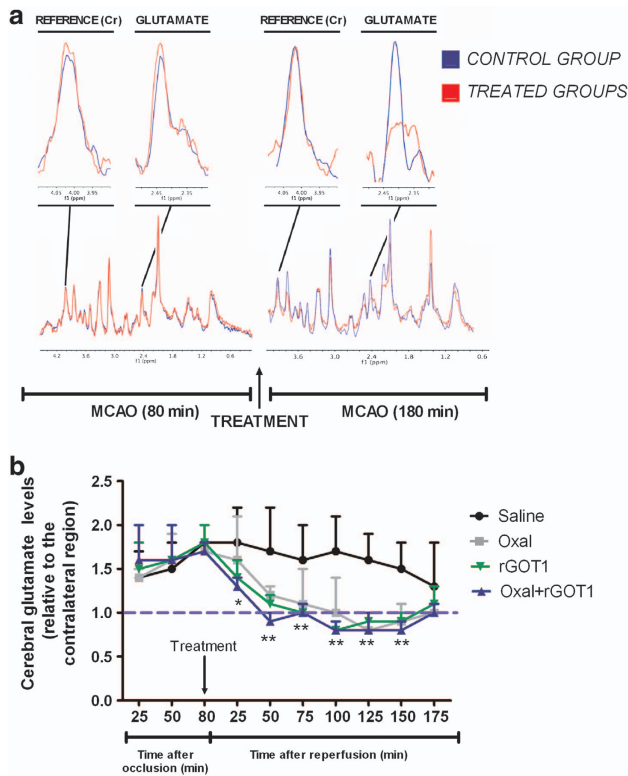 a
REFERENCE (Cr) GLUTAMATE REFERENCE (Cr) GLUTAMATE
CONTROL GROUP
TREATED GROUPS
4.05 4.00 3.95 2.45 2.35 4.05 4.00 3.95 2.45 2.35
f1 (ppm) f1 (ppm) f1 (ppm) f1 (ppm)
4.2 3.6 3.0 2.4 1.8 1.2 0.6 3.6 3.0 2.4 1.8 1.2 0.6
f1 (ppm) f1 (ppm)
MCAO (80 min) MCAO (180 min)
TREATMENT
b
Cerebral glutamate levels
(relative to the
contralateral region)
2.5
2.0
1.5
1.0
0.5
0.0
Saline
Oxal
rGOT1
Oxal+rGOT1
* ** ** ** ** **
Treatment
25 50 80 25 50 75 100 125 150 175
Time after
occlusion (min)
Time after reperfusion (min)